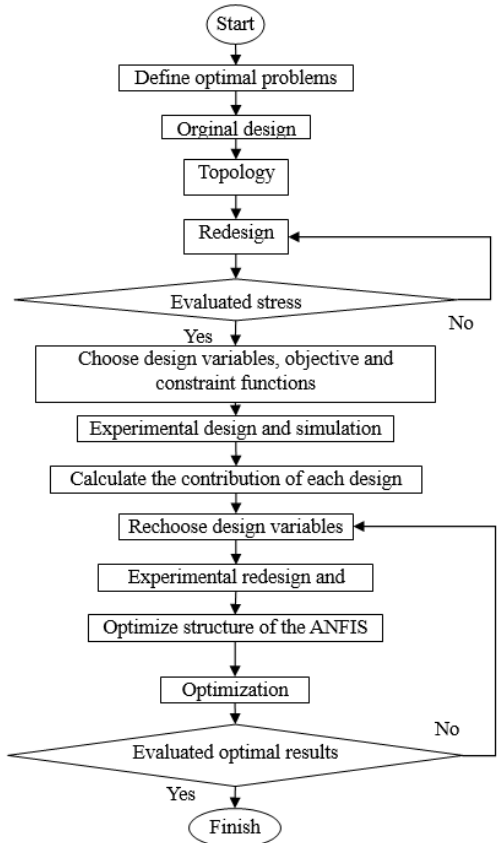 Start
Define optimal problems
Orginal design
Topology
Redesign
Evaluated stress
No
Yes
Choose design variables, objective and
constraint functions
Experimental design and simulation
Calculate the contribution of each design
Rechoose design variables
Experimental redesign and
Optimize structure of the ANFIS
Optimization
No
Evaluated optimal results
Yes
Finish